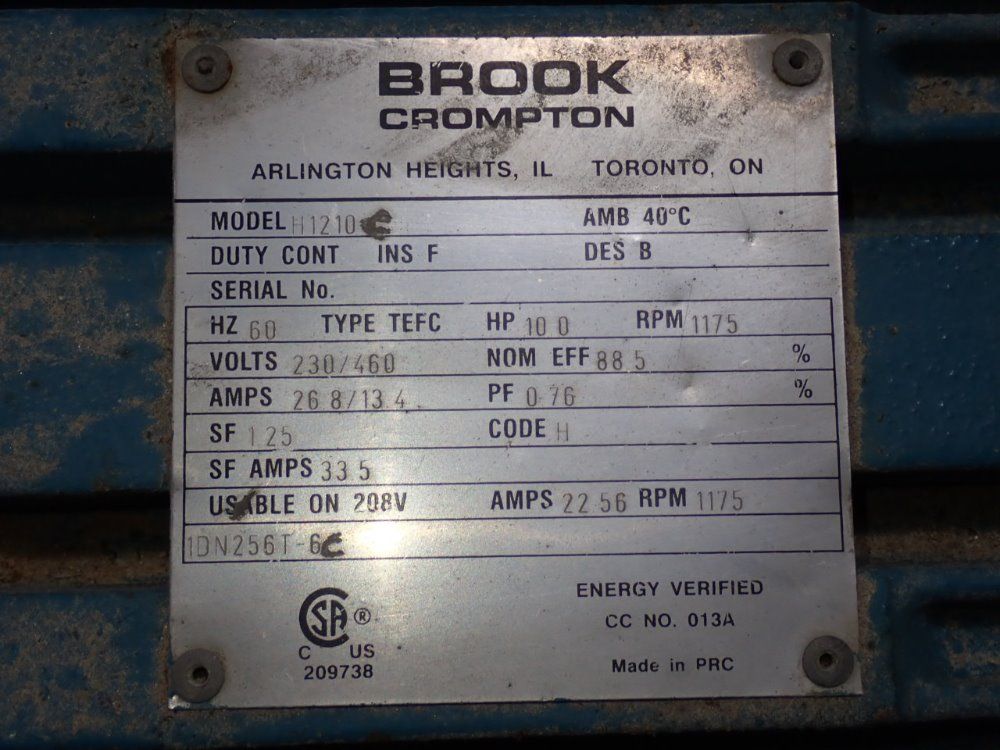 BROOK
CROMPTON
ARLINGTON HEIGHTS, IL TORONTO, ON
MODEL H1210C AMB 40°C
DUTY CONT INS F DES B
SERIAL No.
HZ 60 TYPE TEFC HP 10 0 RPM 1175
VOLTS 230/460 NOM EFF 88 5 %
AMPS 26 8/13 4 PF 0 76 %
SF 1 25 CODE H
SF AMPS 33 5
USABLE ON 208V AMPS 22 56 RPM 1175
1DN256T-6C
CSA ®
C US
209738
ENERGY VERIFIED
CC NO. 013A
Made in PRC